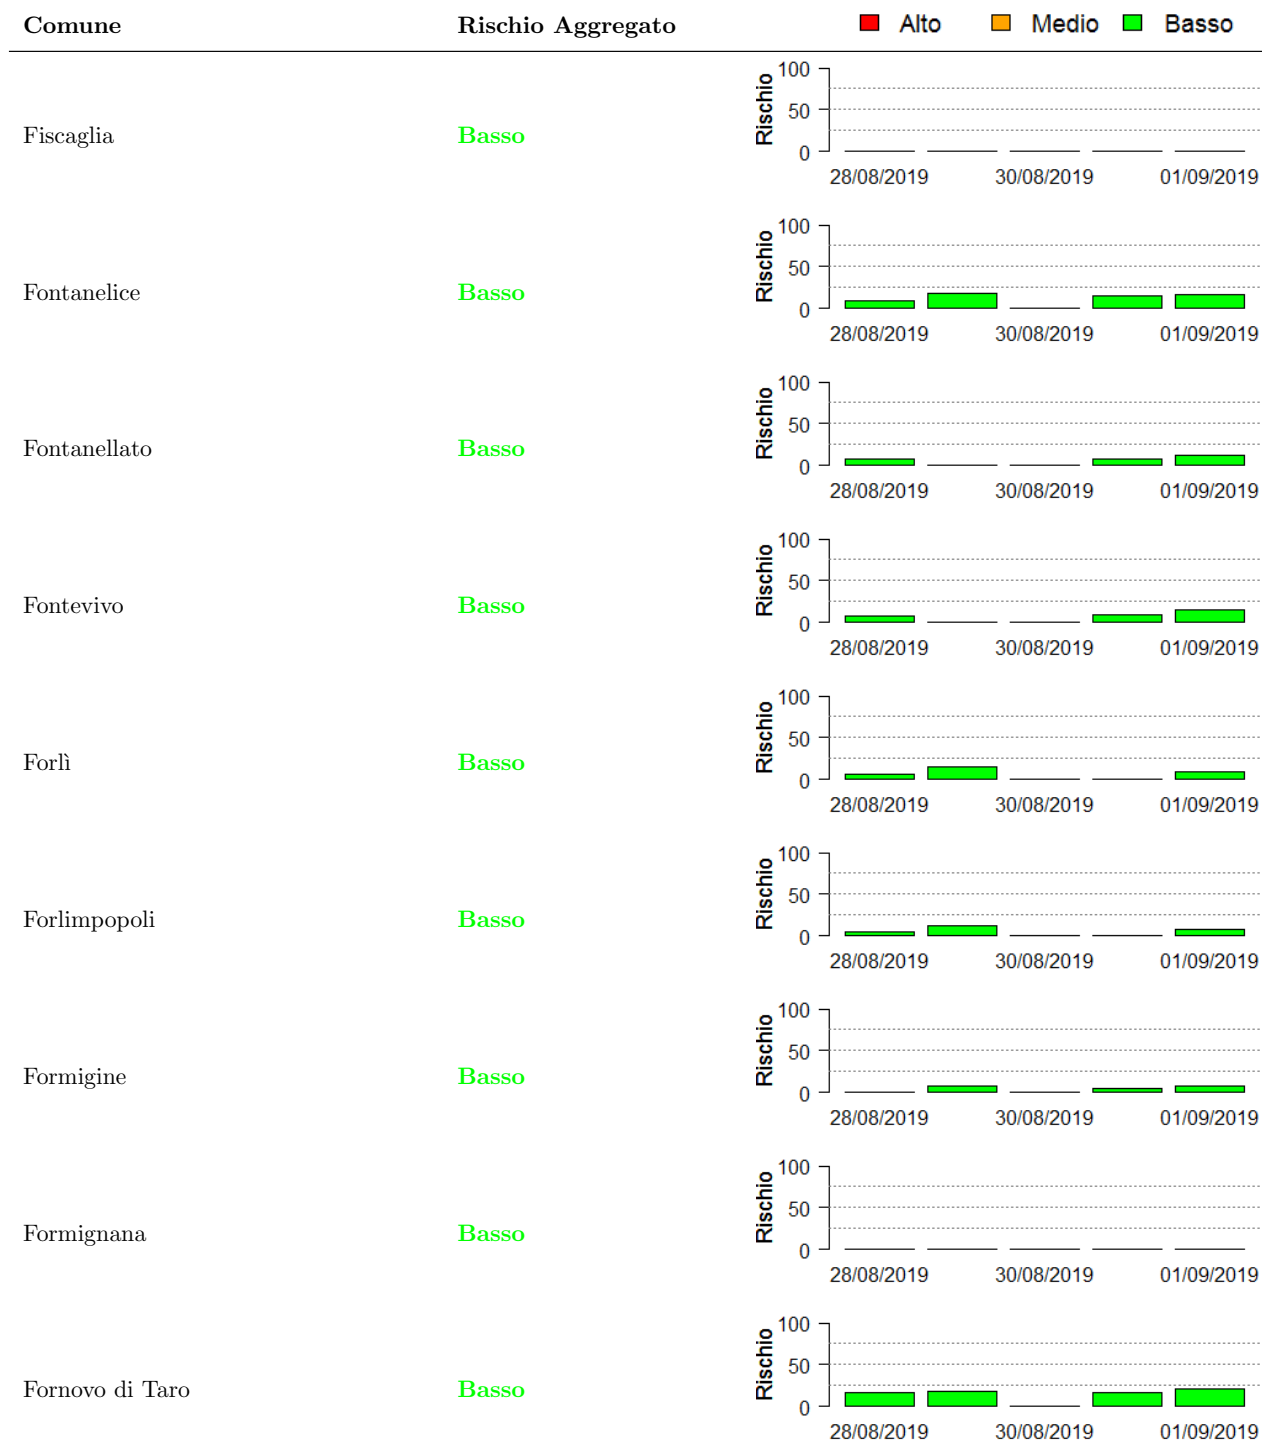 Comune Rischio Aggregato Alto Medio Basso
Fiscaglia Basso
Rischio
100
50
0
28/08/2019 30/08/2019 01/09/2019
Fontanelice Basso
Rischio
100
50
0
28/08/2019 30/08/2019 01/09/2019
Fontanellato Basso
Rischio
100
50
0
28/08/2019 30/08/2019 01/09/2019
Fontevivo Basso
Rischio
100
50
0
28/08/2019 30/08/2019 01/09/2019
Forlì Basso
Rischio
100
50
0
28/08/2019 30/08/2019 01/09/2019
Forlimpopoli Basso
Rischio
100
50
0
28/08/2019 30/08/2019 01/09/2019
Formigine Basso
Rischio
100
50
0
28/08/2019 30/08/2019 01/09/2019
Formignana Basso
Rischio
100
50
0
28/08/2019 30/08/2019 01/09/2019
Fornovo di Taro Basso
Rischio
100
50
0
28/08/2019 30/08/2019 01/09/2019